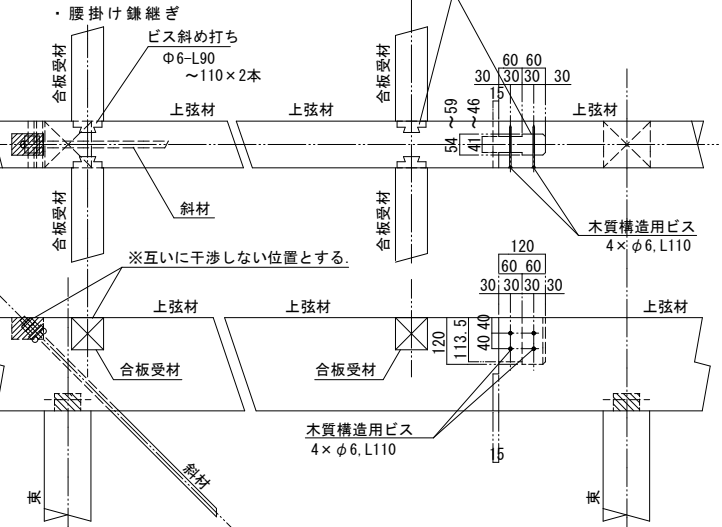 ・腰掛け鎌継ぎ
ビス斜め打ち
Φ6-L90
～110×2本
合板受材
合板受材
60 60
30 30 30 30
15
上弦材
上弦材
上弦材
54～59
41～46
斜材
合板受材
合板受材
木質構造用ビス
4×φ6,L110
※互いに干渉しない位置とする.
120
60 60
30 30 30 30
上弦材
上弦材
上弦材
120
113.5
40 40
合板受材
合板受材
木質構造用ビス
4×φ6,L110
15
斜材
束
束